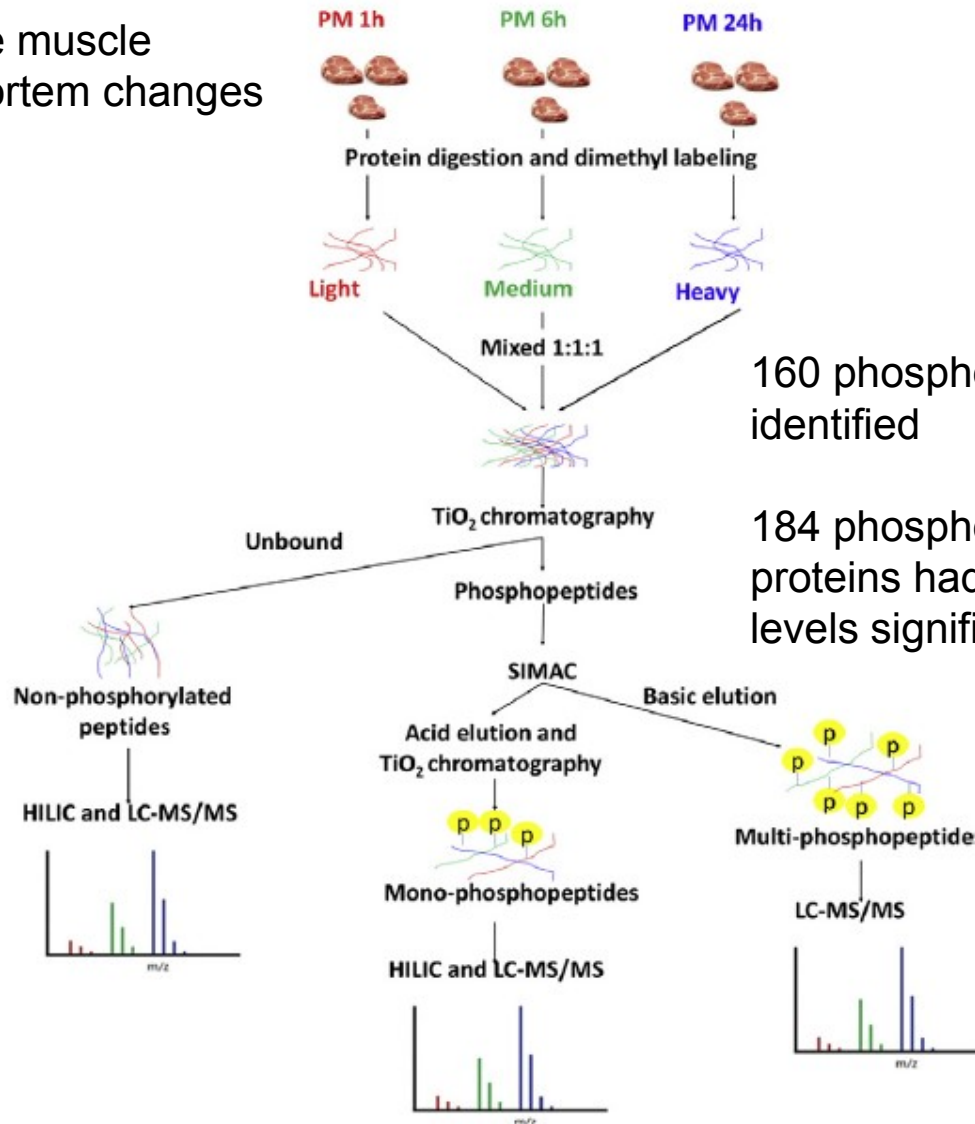 e muscle
ortem changes
PM 1h PM 6h PM 24h
Protein digestion and dimethyl labeling
Light Medium Heavy
Mixed 1:1:1
160 phospho
identified
TiO₂ chromatography
Unbound
184 phospho
proteins had
levels signifi
Phosphopeptides
SIMAC
Basic elution
Non-phosphorylated
peptides
Acid elution and
TiO₂ chromatography
p p p p p p
HILIC and LC-MS/MS
p p p
Multi-phosphopeptides
Mono-phosphopeptides
LC-MS/MS
m/z
HILIC and LC-MS/MS
m/z
m/z